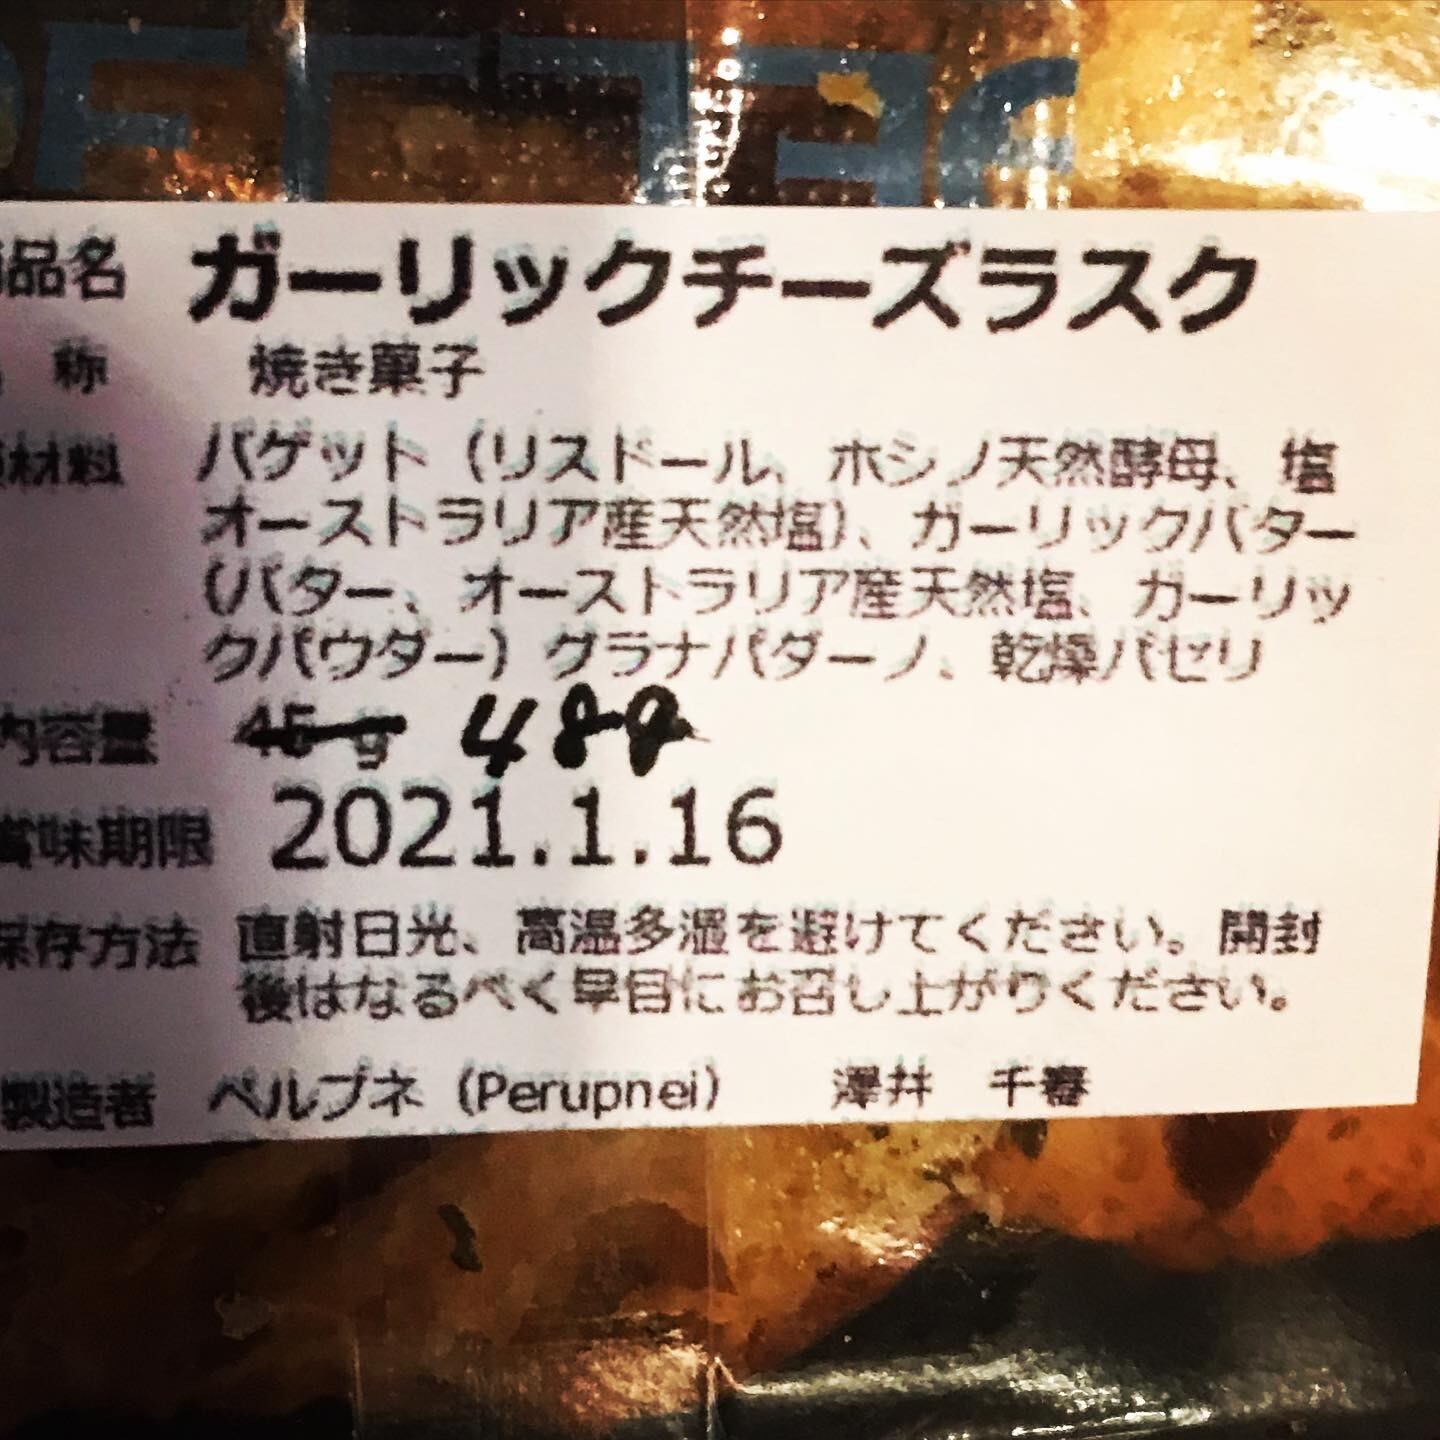 商品名 ガーリックチーズラスク
名 称 焼き菓子
原材料 バゲット（リスドール、ホシノ天然酵母、塩
オーストラリア産天然塩）、ガーリックバター
（バター、オーストラリア産天然塩、ガーリッ
クパウダー）グラナパダーノ、乾燥パセリ
内容量 45 g 48g
賞味期限 2021.1.16
保存方法 直射日光、高温多湿を避けてください。開封
後はなるべく早目にお召し上がりください。
製造者 ペルプネ（Perupnei） 澤井 千春